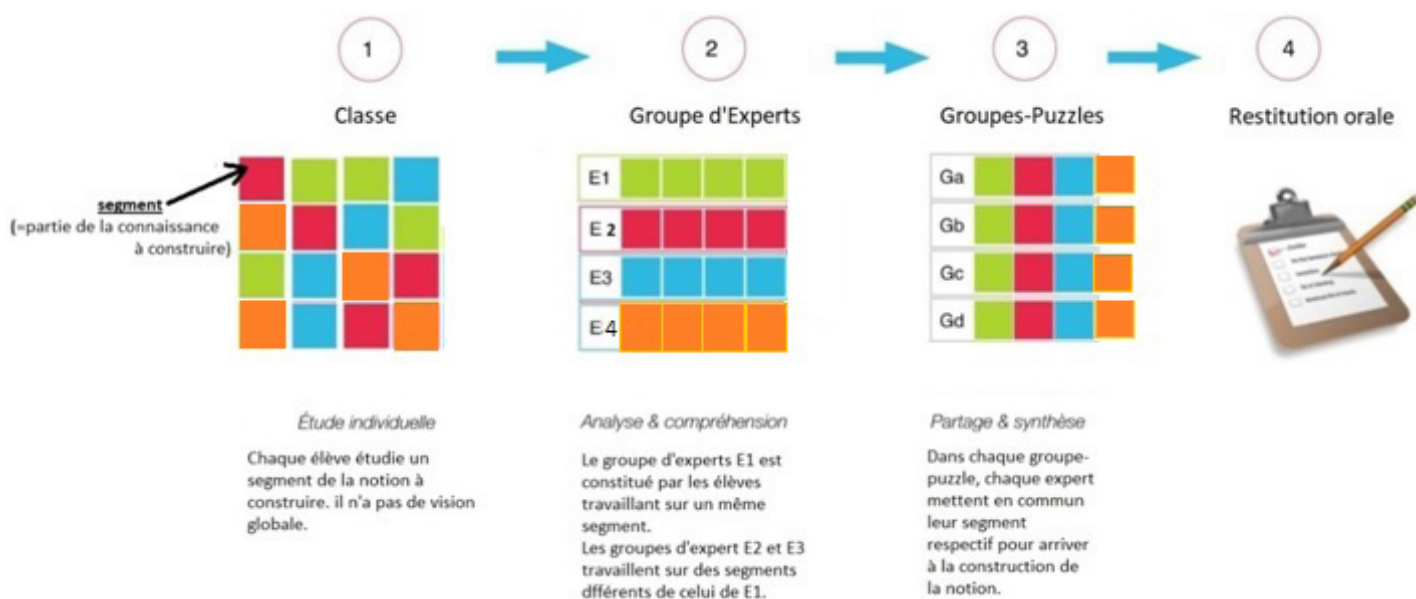 1
2
3
4
Classe
Groupe d'Experts
Groupes-Puzzles
Restitution orale
segment
(=partie de la connaissance
à construire)
E1
E 2
E3
E4
Ga
Gb
Gc
Gd
Étude individuelle
Chaque élève étudie un
segment de la notion à
construire. il n'a pas de vision
globale.
Analyse & compréhension
Le groupe d'experts E1 est
constitué par les élèves
travaillant sur un même
segment.
Les groupes d'expert E2 et E3
travaillent sur des segments
dfférents de celui de E1.
Partage & synthèse
Dans chaque groupe-
puzzle, chaque expert
mettent en commun
leur segment
respectif pour arriver
à la construction de
la notion.